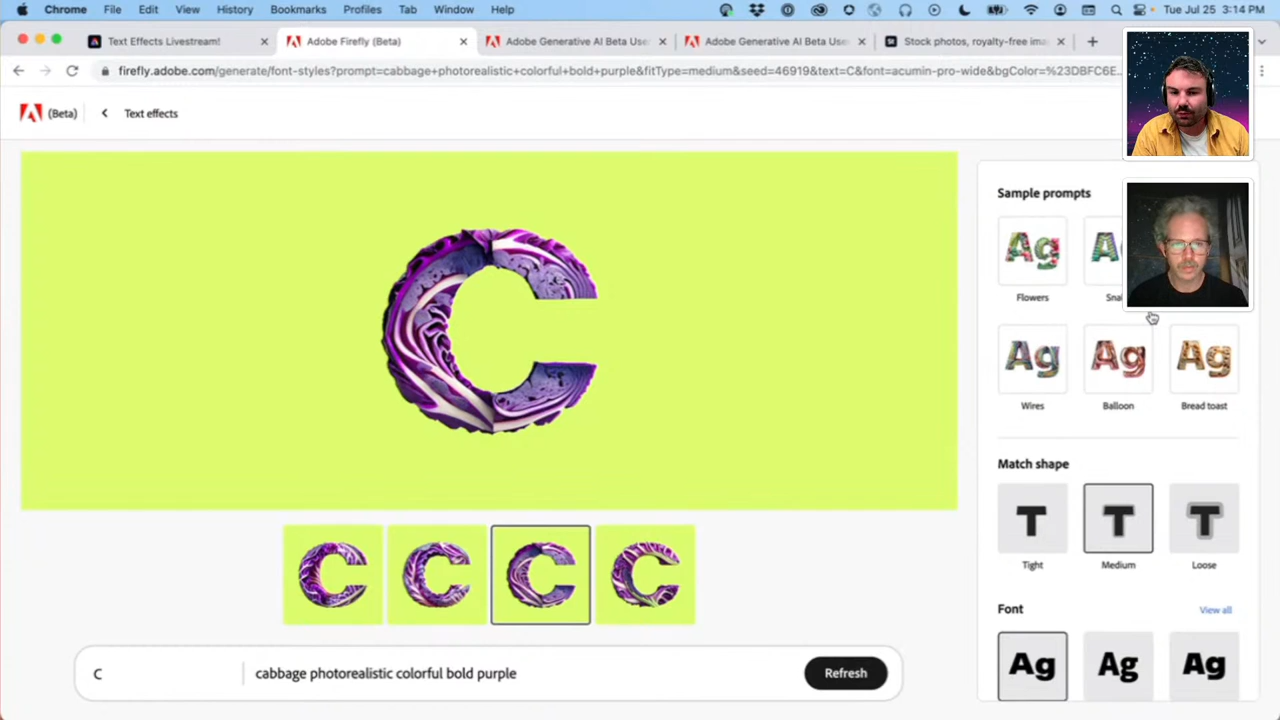 Chrome File Edit View History Bookmarks Profiles Tab Window Help Tue Jul 25 3:14 PM
Text Effects Livestream! Adobe Firefly (Beta) Adobe Generative AI Beta Use Adobe Generative AI Beta Use Stock photos, royalty-free im
firefly.adobe.com/generate/font-styles?prompt=cabbage+photorealistic+colorful+bold+purple&fitType=medium&seed=46919&text=C&font=acumin-pro-wide&bgColor=%23DBFC6E...
(Beta) Text effects
Sample prompts
Ag A
Flowers Sna
C
Ag Ag Ag
Wires Balloon Bread toast
Match shape
T T T
Tight Medium Loose
C C C C
Font View all
Ag Ag Ag
C cabbage photorealistic colorful bold purple Refresh